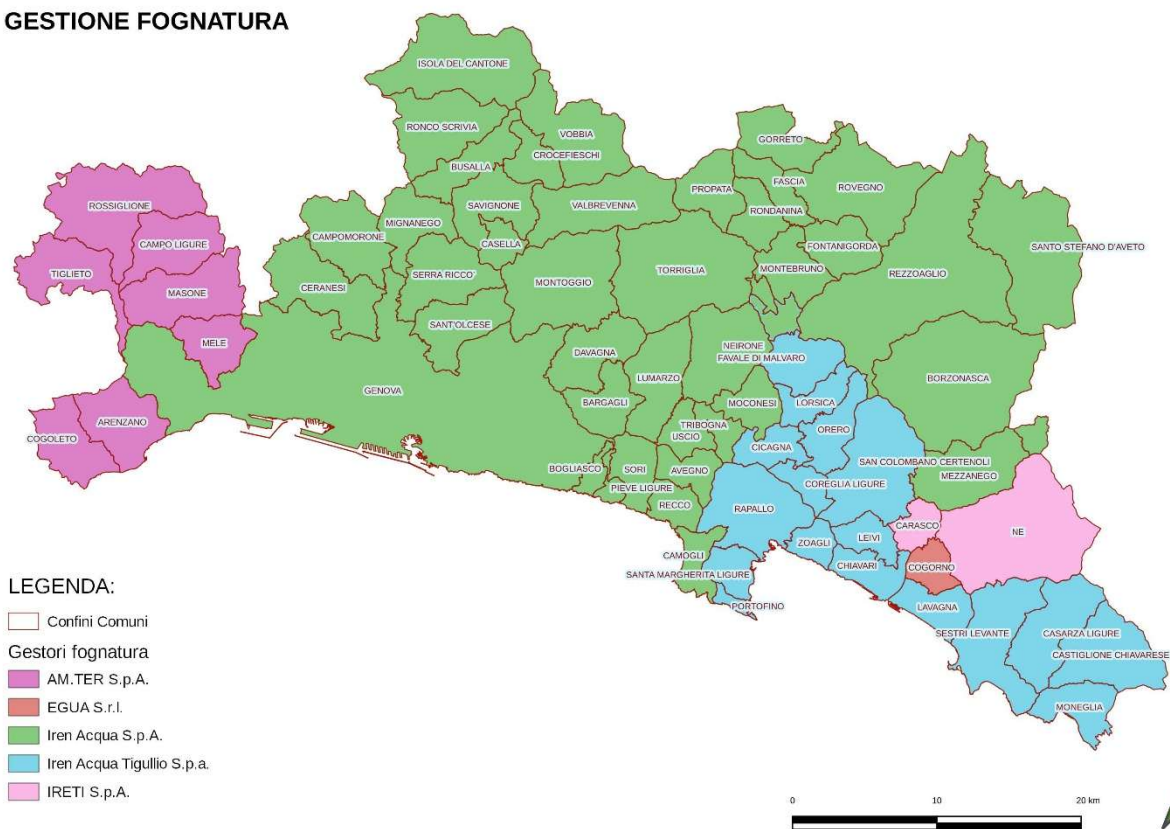 GESTIONE FOGNATURA
ISOLA DEL CANTONE
RONCO SCRIVIA
VOBBIA
CROCEFIESCHI
GORRETO
BUSALLA
FASCIA
ROVEGNO
PROPATA
ROSSIGLIONE
SAVIGNONE
VALBREVENNA
RONDANINA
MIGNANEGO
CAMPOMORONE
CAMPO LIGURE
CASELLA
FONTANIGORDA
SANTO STEFANO D'AVETO
TIGLIETO
SERRA RICCO'
TORRIGLIA
MONTEBRUNO
REZZOAGLIO
MASONE
CERANESI
MONTOGGIO
SANT'OLCESE
MELE
NEIRONE
DAVAGNA
FAVALE DI MALVARO
LUMARZO
BORZONASCA
GENOVA
BARGAGLI
MOCONESI
LORSICA
ARENZANO
TRIBOGNA
ORERO
COGOLETO
USCIO
CICAGNA
SAN COLOMBANO CERTENOLI
BOGLIASCO
SORI
AVEGNO
MEZZANEGO
PIEVE LIGURE
COREGLIA LIGURE
RECCO
RAPALLO
CARASCO
NE
LEIVI
ZOAGLI
CAMOGLI
CHIAVARI
COGORNO
SANTA MARGHERITA LIGURE
PORTOFINO
LAVAGNA
SESTRI LEVANTE
CASARZA LIGURE
CASTIGLIONE CHIAVARESE
MONEGLIA
LEGENDA:
Confini Comuni
Gestori fognatura
AM.TER S.p.A.
EGUA S.r.l.
Iren Acqua S.p.A.
Iren Acqua Tigullio S.p.a.
IRETI S.p.A.
0 10 20 km